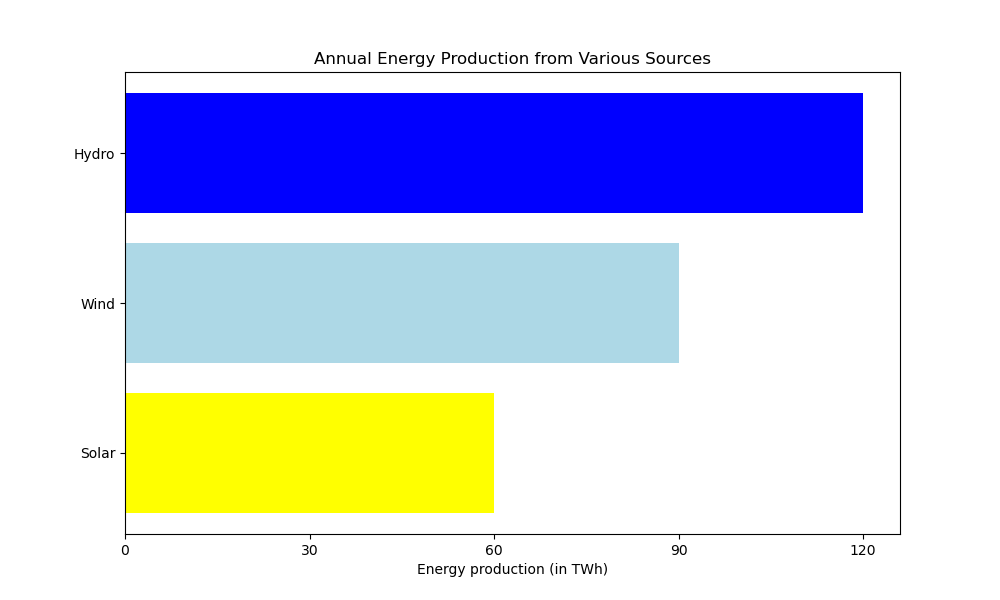 Annual Energy Production from Various Sources
Hydro
Wind
Solar
0 30 60 90 120
Energy production (in TWh)